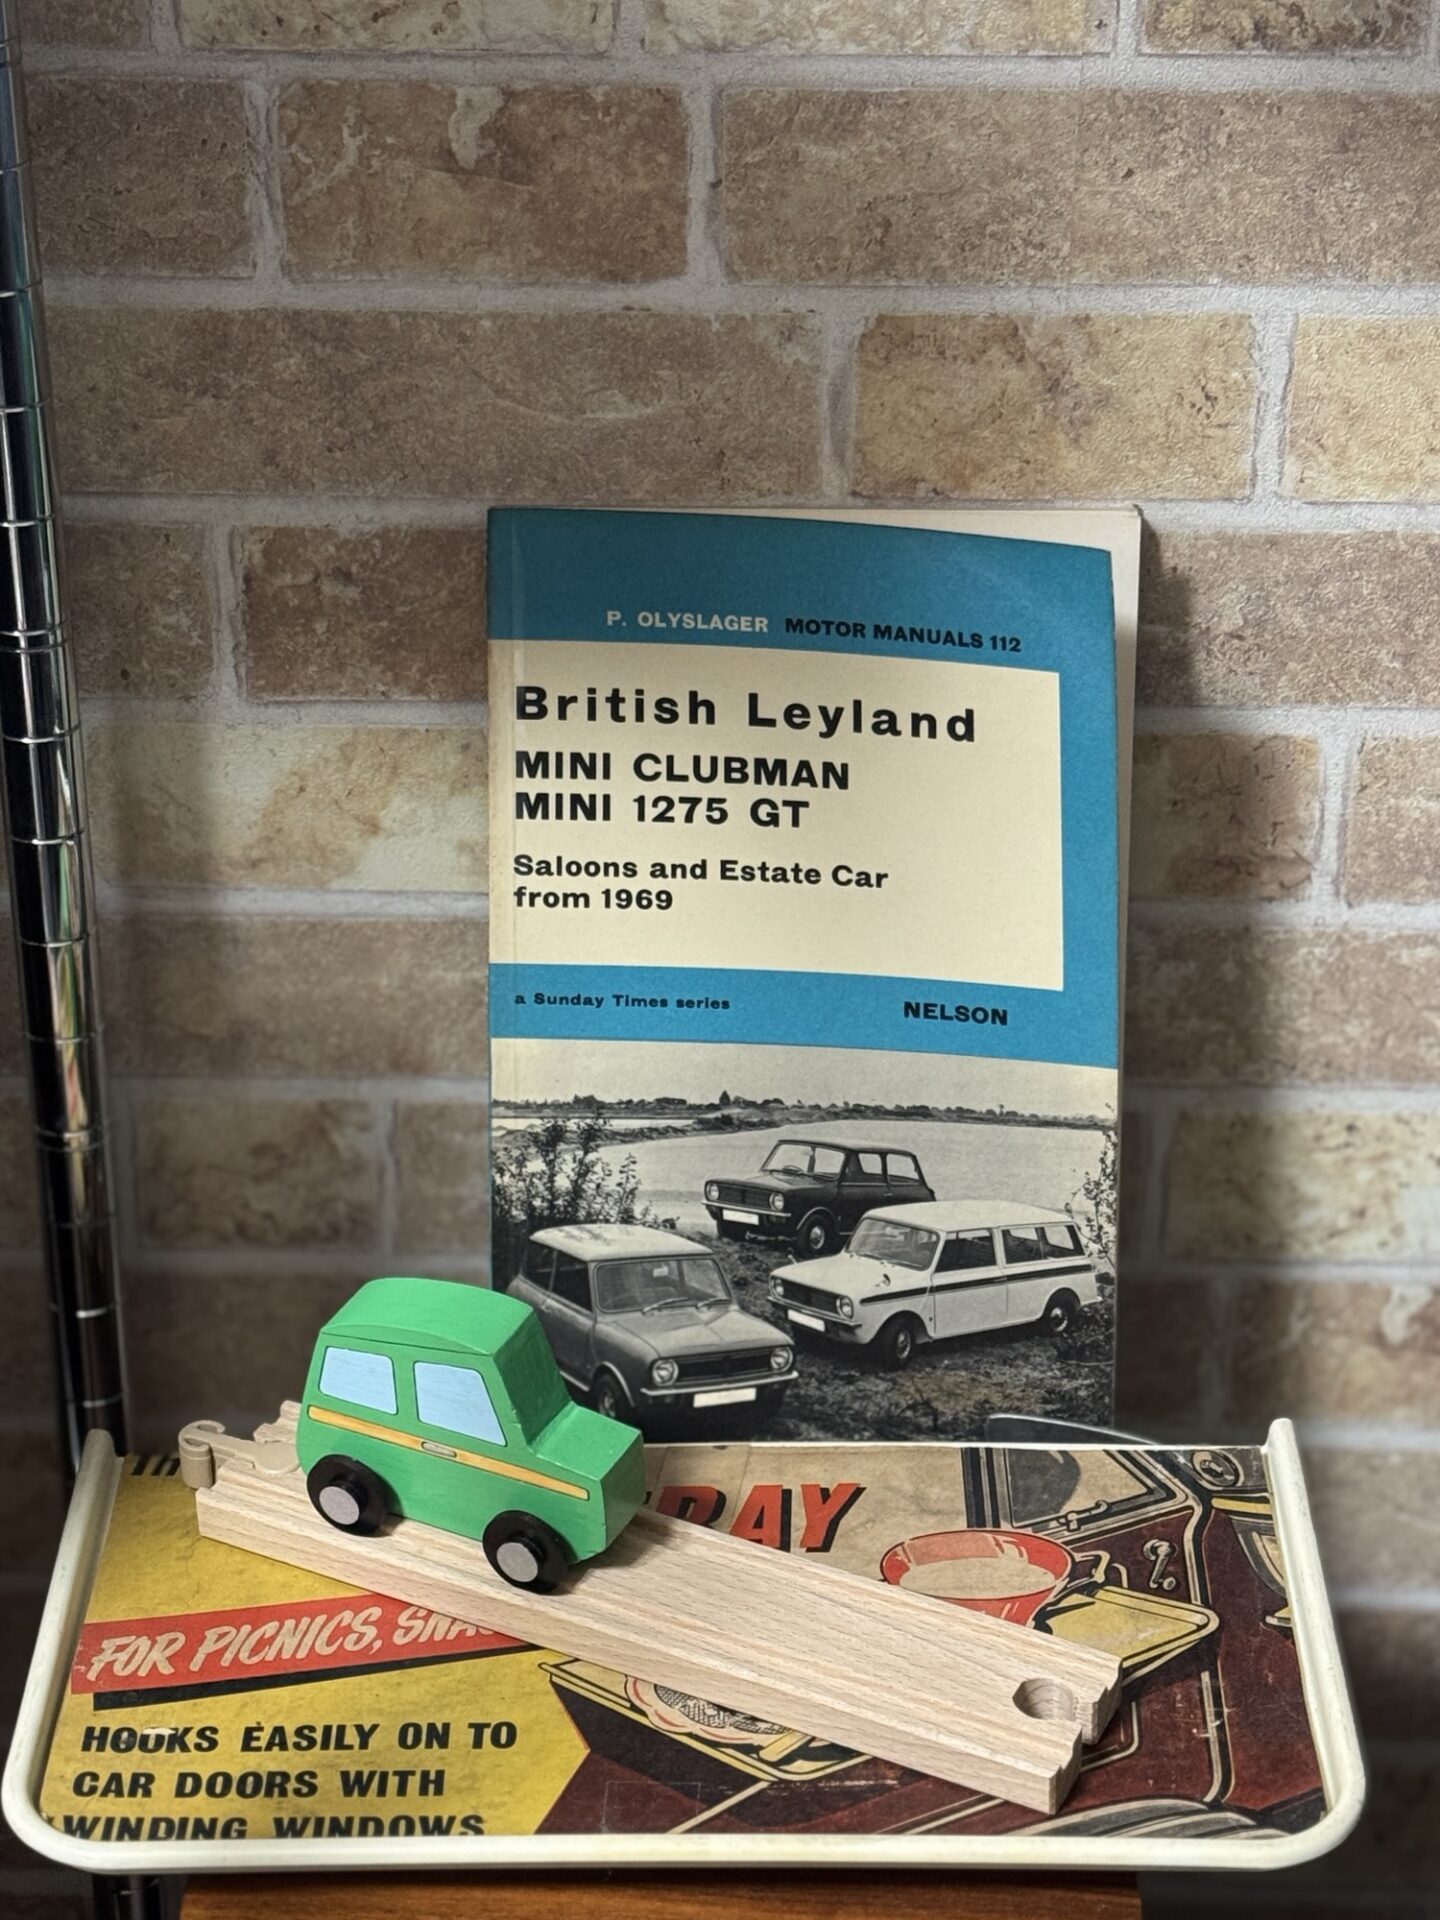 P. OLYSLAGER MOTOR MANUALS 112
British Leyland
MINI CLUBMAN
MINI 1275 GT
Saloons and Estate Car
from 1969
a Sunday Times series NELSON
FOR PICNICS,
HOOKS EASILY ON TO
CAR DOORS WITH
WINDING WINDOWS